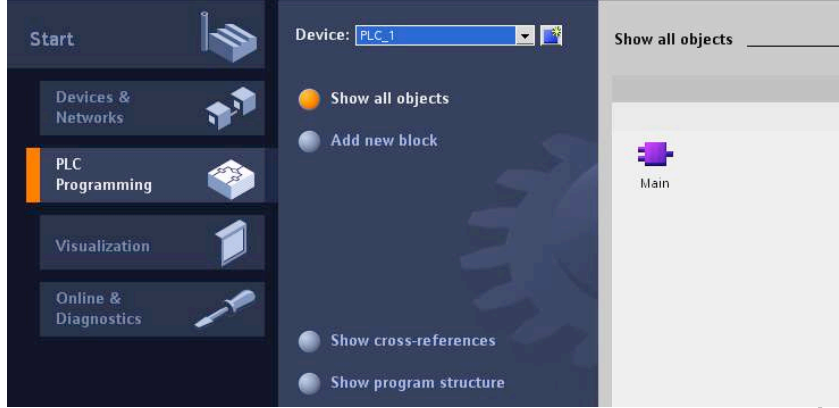 Start
Devices &
Networks
PLC
Programming
Visualization
Online &
Diagnostics
Device: PLC_1
Show all objects
Add new block
Show cross-references
Show program structure
Show all objects
Main